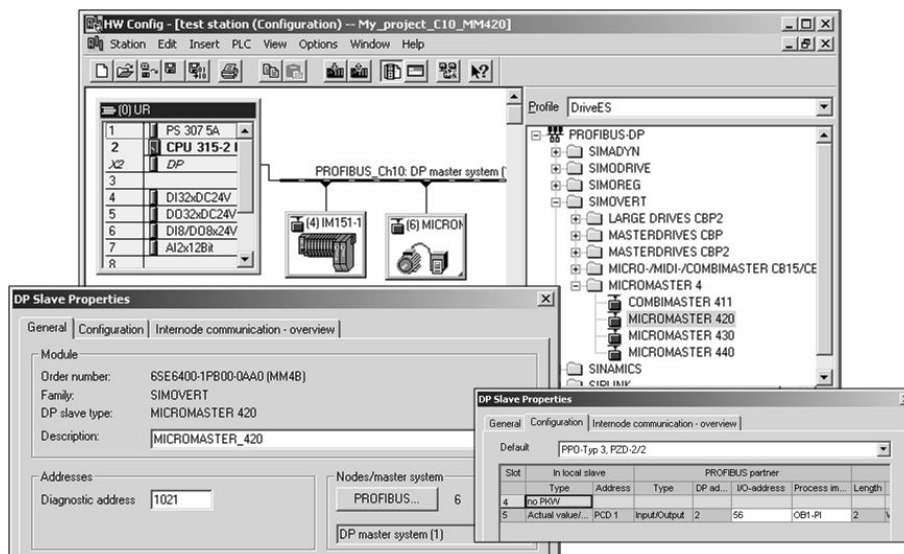 HW Config - [test station (Configuration) -- My_project_C10_MM420]
Station Edit Insert PLC View Options Window Help
(0) UR
1 PS 307 5A
2 CPU 315-2
X2 DP
3
4 DI32xDC24V
5 DO32xDC24V
6 DI8/DO8x24V
7 AI2x12Bit
8
PROFIBUS_Ch10: DP master system
(4) IM151-1
(6) MICROM
Profile DriveES
PROFIBUS-DP
SIMADYN
SIMODRIVE
SIMOREG
SIMOVERT
LARGE DRIVES CBP2
MASTERDRIVES CBP
MASTERDRIVES CBP2
MICRO-/MIDI-/COMBIMASTER CB15/CE
MICROMASTER 4
COMBIMASTER 411
MICROMASTER 420
MICROMASTER 430
MICROMASTER 440
SINAMICS
DP Slave Properties
General Configuration Internode communication - overview
Module
Order number: 6SE6400-1PB00-0AA0 (MM4B)
Family: SIMOVERT
DP slave type: MICROMASTER 420
Description: MICROMASTER_420
Addresses
Diagnostic address 1021
Nodes/master system
PROFIBUS... 6
DP master system (1)
DP Slave Properties
General Configuration Internode communication - overview
Default PPO-Typ 3, PZD-2/2
Slot In local slave PROFIBUS partner
Type Address Type DP ad... I/O-address Process im... Length
4 no PKW
5 Actual value/... PCD 1 Input/Output 2 56 OB1-PI 2